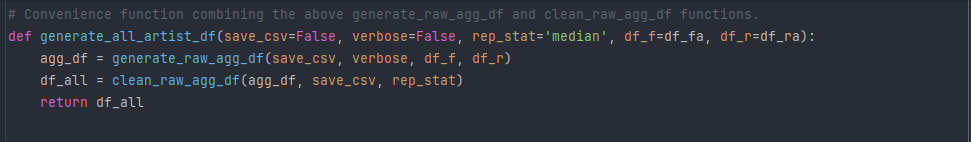 # Convenience function combining the above generate_raw_agg_df and clean_raw_agg_df functions.
def generate_all_artist_df(save_csv=False, verbose=False, rep_stat='median', df_f=df_fa, df_r=df_ra):
    agg_df = generate_raw_agg_df(save_csv, verbose, df_f, df_r)
    df_all = clean_raw_agg_df(agg_df, save_csv, rep_stat)
    return df_all